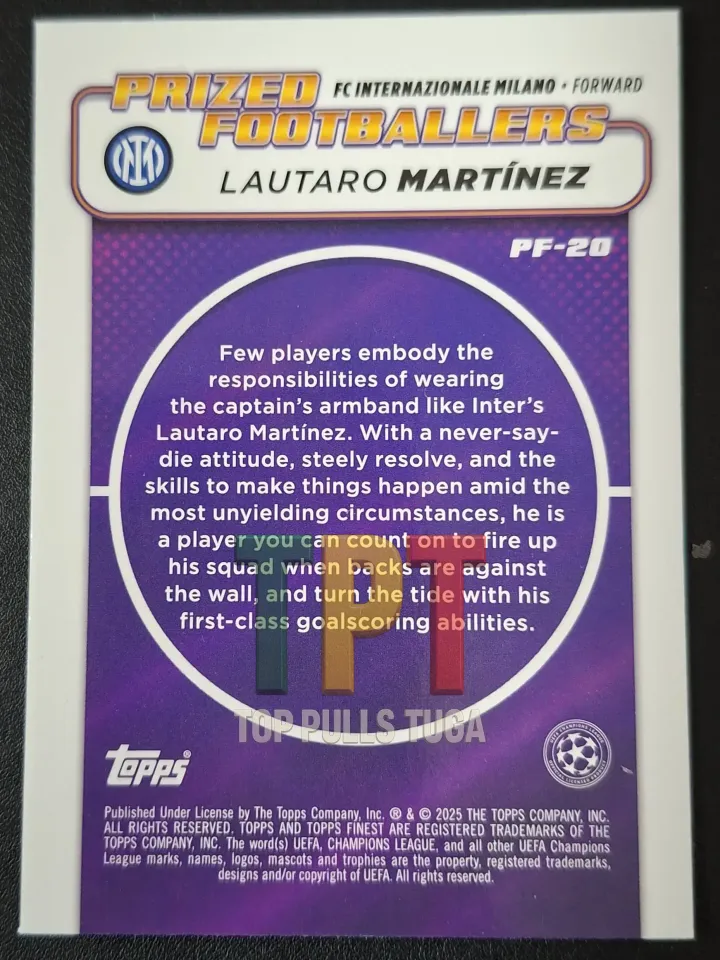 PRIZED
FOOTBALLERS
FC INTERNAZIONALE MILANO • FORWARD
LAUTARO MARTÍNEZ
PF-20
Few players embody the
responsibilities of wearing
the captain's armband like Inter's
Lautaro Martínez. With a never-say-
die attitude, steely resolve, and the
skills to make things happen amid the
most unyielding circumstances, he is
a player you can count on to fire up
his squad when backs are against
the wall, and turn the tide with his
first-class goalscoring abilities.
TPT
TOP PULLS TUGA
Topps®
Published Under License by The Topps Company, Inc. ® & © 2025 THE TOPPS COMPANY, INC.
ALL RIGHTS RESERVED. TOPPS AND TOPPS FINEST ARE REGISTERED TRADEMARKS OF THE
TOPPS COMPANY, INC. The word(s) UEFA, CHAMPIONS LEAGUE, and all other UEFA Champions
League marks, names, logos, mascots and trophies are the property, registered trademarks,
designs and/or copyright of UEFA. All rights reserved.